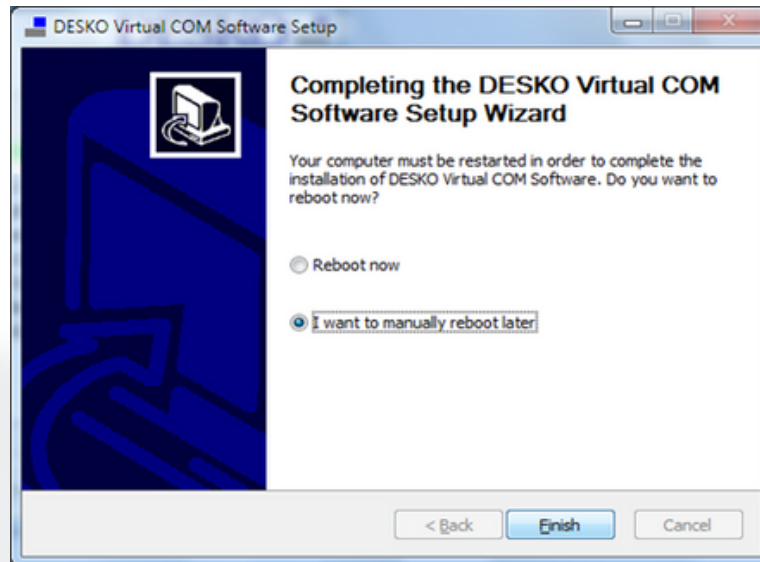 DESKO Virtual COM Software Setup
Completing the DESKO Virtual COM
Software Setup Wizard
Your computer must be restarted in order to complete the
installation of DESKO Virtual COM Software. Do you want to
reboot now?
Reboot now
I want to manually reboot later
< Back
Finish
Cancel